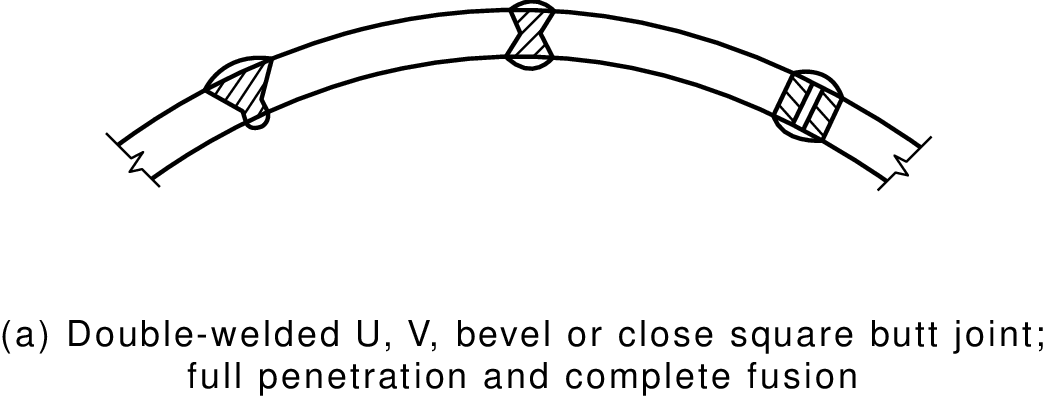 (a) Double-welded U, V, bevel or close square butt joint;
full penetration and complete fusion